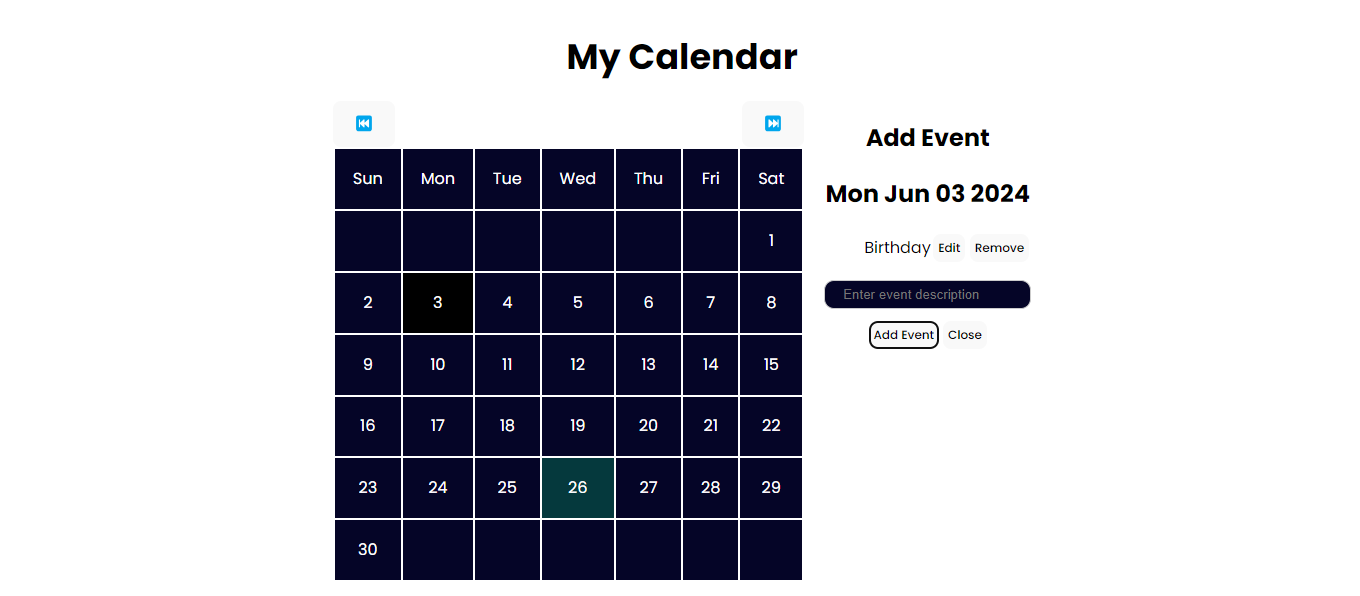 My Calendar
Sun Mon Tue Wed Thu Fri Sat
1
2 3 4 5 6 7 8
9 10 11 12 13 14 15
16 17 18 19 20 21 22
23 24 25 26 27 28 29
30
Add Event
Mon Jun 03 2024
Birthday Edit Remove
Enter event description
Add Event Close